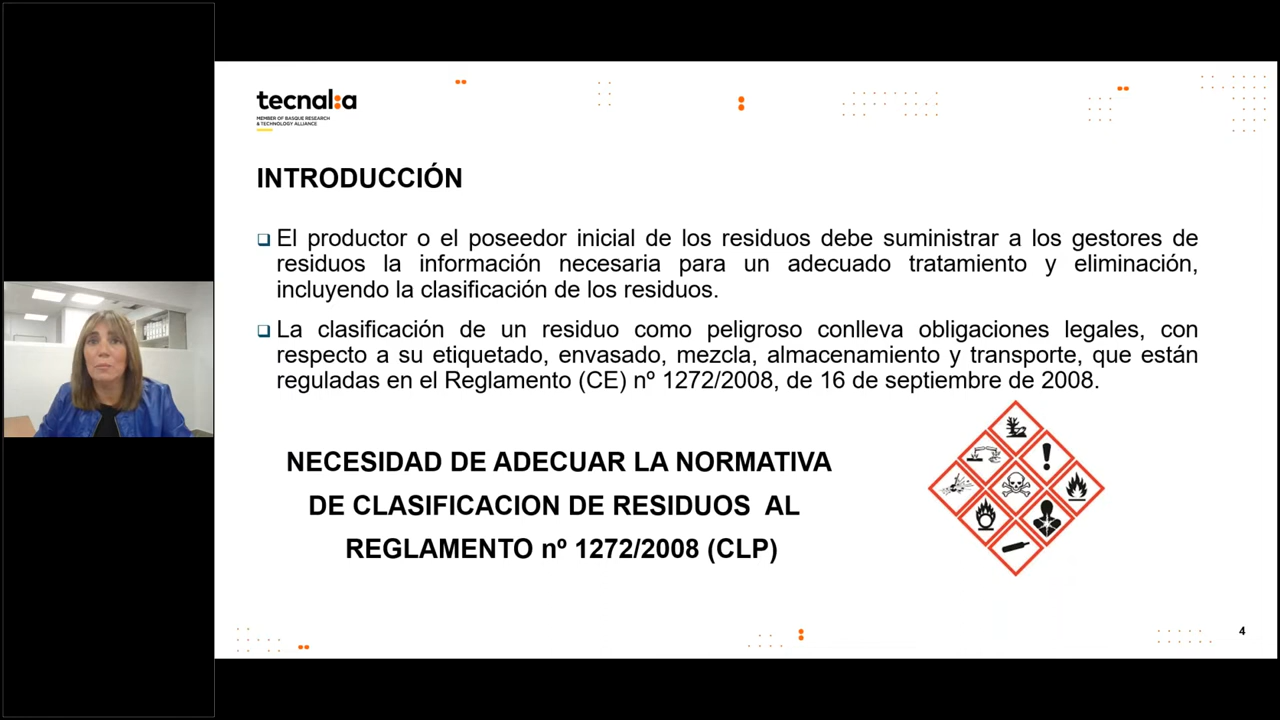 tecnal:a
MEMBER OF BASQUE RESEARCH
& TECHNOLOGY ALLIANCE
INTRODUCCIÓN
El productor o el poseedor inicial de los residuos debe suministrar a los gestores de
residuos la información necesaria para un adecuado tratamiento y eliminación,
incluyendo la clasificación de los residuos.
La clasificación de un residuo como peligroso conlleva obligaciones legales, con
respecto a su etiquetado, envasado, mezcla, almacenamiento y transporte, que están
reguladas en el Reglamento (CE) nº 1272/2008, de 16 de septiembre de 2008.
NECESIDAD DE ADECUAR LA NORMATIVA
DE CLASIFICACION DE RESIDUOS AL
REGLAMENTO nº 1272/2008 (CLP)
4